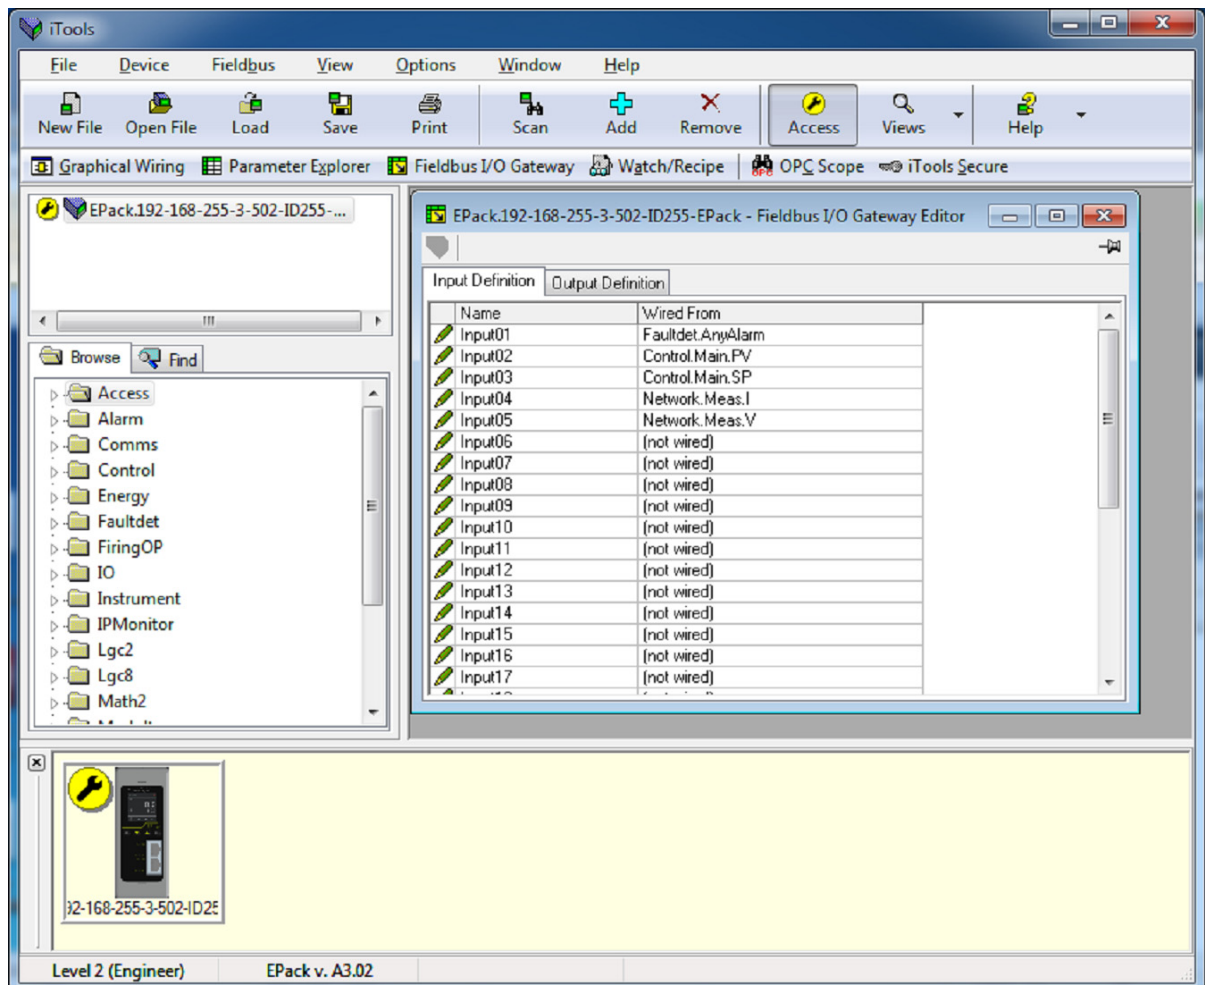 iTools
File Device Fieldbus View Options Window Help
New File Open File Load Save Print Scan Add Remove Access Views Help
Graphical Wiring Parameter Explorer Fieldbus I/O Gateway Watch/Recipe OPC Scope iTools Secure
EPack.192-168-255-3-502-ID255-...
EPack.192-168-255-3-502-ID255-EPack - Fieldbus I/O Gateway Editor
Input Definition Output Definition
Name Wired From
Input01 Faultdet.AnyAlarm
Input02 Control.Main.PV
Input03 Control.Main.SP
Input04 Network.Meas.I
Input05 Network.Meas.V
Input06 (not wired)
Input07 (not wired)
Input08 (not wired)
Input09 (not wired)
Input10 (not wired)
Input11 (not wired)
Input12 (not wired)
Input13 (not wired)
Input14 (not wired)
Input15 (not wired)
Input16 (not wired)
Input17 (not wired)
Browse Find
Access
Alarm
Comms
Control
Energy
Faultdet
FiringOP
IO
Instrument
IPMonitor
Lgc2
Lgc8
Math2
92-168-255-3-502-ID25
Level 2 (Engineer) EPack v. A3.02